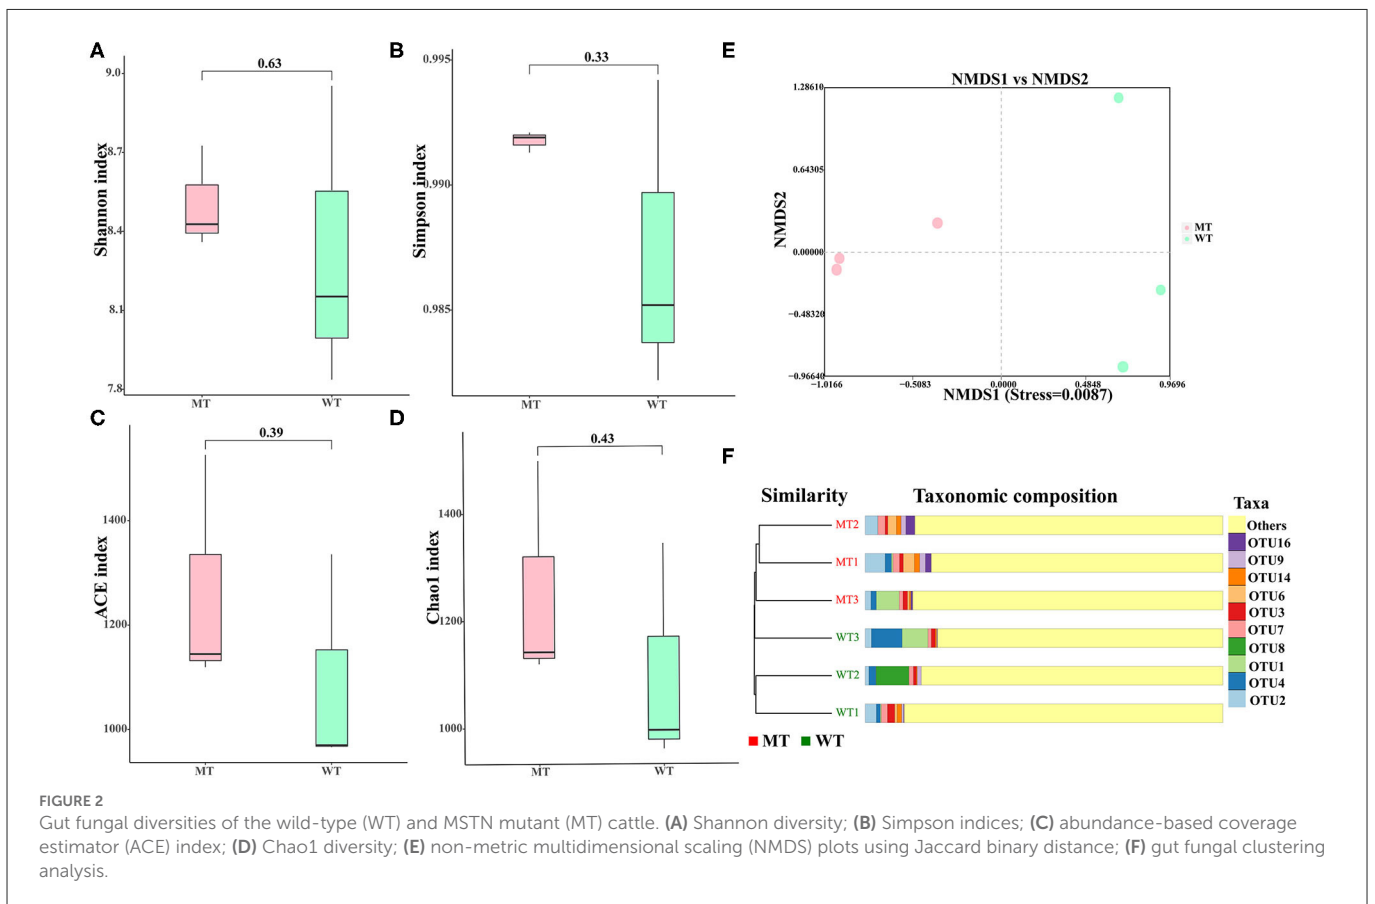 A
0.63
9.0
8.7
8.4
8.1
7.8
Shannon index
MT
WT
B
0.33
0.995
0.990
0.985
Simpson index
MT
WT
E
NMDS1 vs NMDS2
1.28610
0.64305
0.00000
−0.48320
−0.96640
NMDS2
−1.0166
−0.5083
0.0000
0.4848
0.9696
NMDS1 (Stress=0.0087)
MT
WT
C
0.39
1400
1200
1000
ACE index
MT
WT
D
0.43
1400
1200
1000
Chao1 index
MT
WT
F
Similarity
Taxonomic composition
MT2
MT1
MT3
WT3
WT2
WT1
MT WT
Taxa
Others
OTU16
OTU9
OTU14
OTU6
OTU3
OTU7
OTU8
OTU1
OTU4
OTU2
FIGURE 2
Gut fungal diversities of the wild-type (WT) and MSTN mutant (MT) cattle. (A) Shannon diversity; (B) Simpson indices; (C) abundance-based coverage
estimator (ACE) index; (D) Chao1 diversity; (E) non-metric multidimensional scaling (NMDS) plots using Jaccard binary distance; (F) gut fungal clustering
analysis.